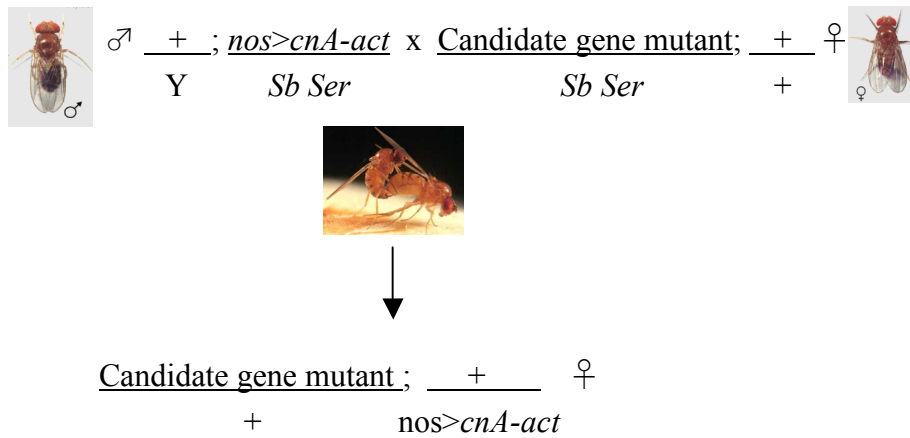 ♂ + ; nos>cnA-act x Candidate gene mutant; + ♀
Y Sb Ser Sb Ser +
♂
♀
Candidate gene mutant ; + ♀
+ nos>cnA-act